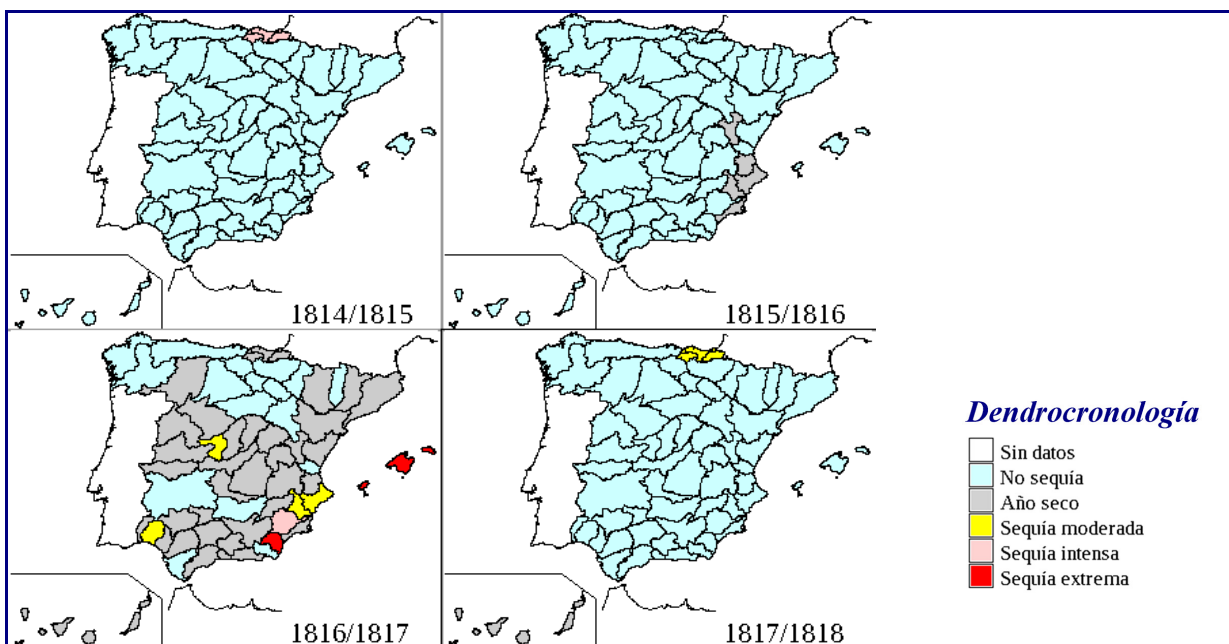 1814/1815
1815/1816
1816/1817
1817/1818
Dendrocronología
Sin datos
No sequía
Año seco
Sequía moderada
Sequía intensa
Sequía extrema